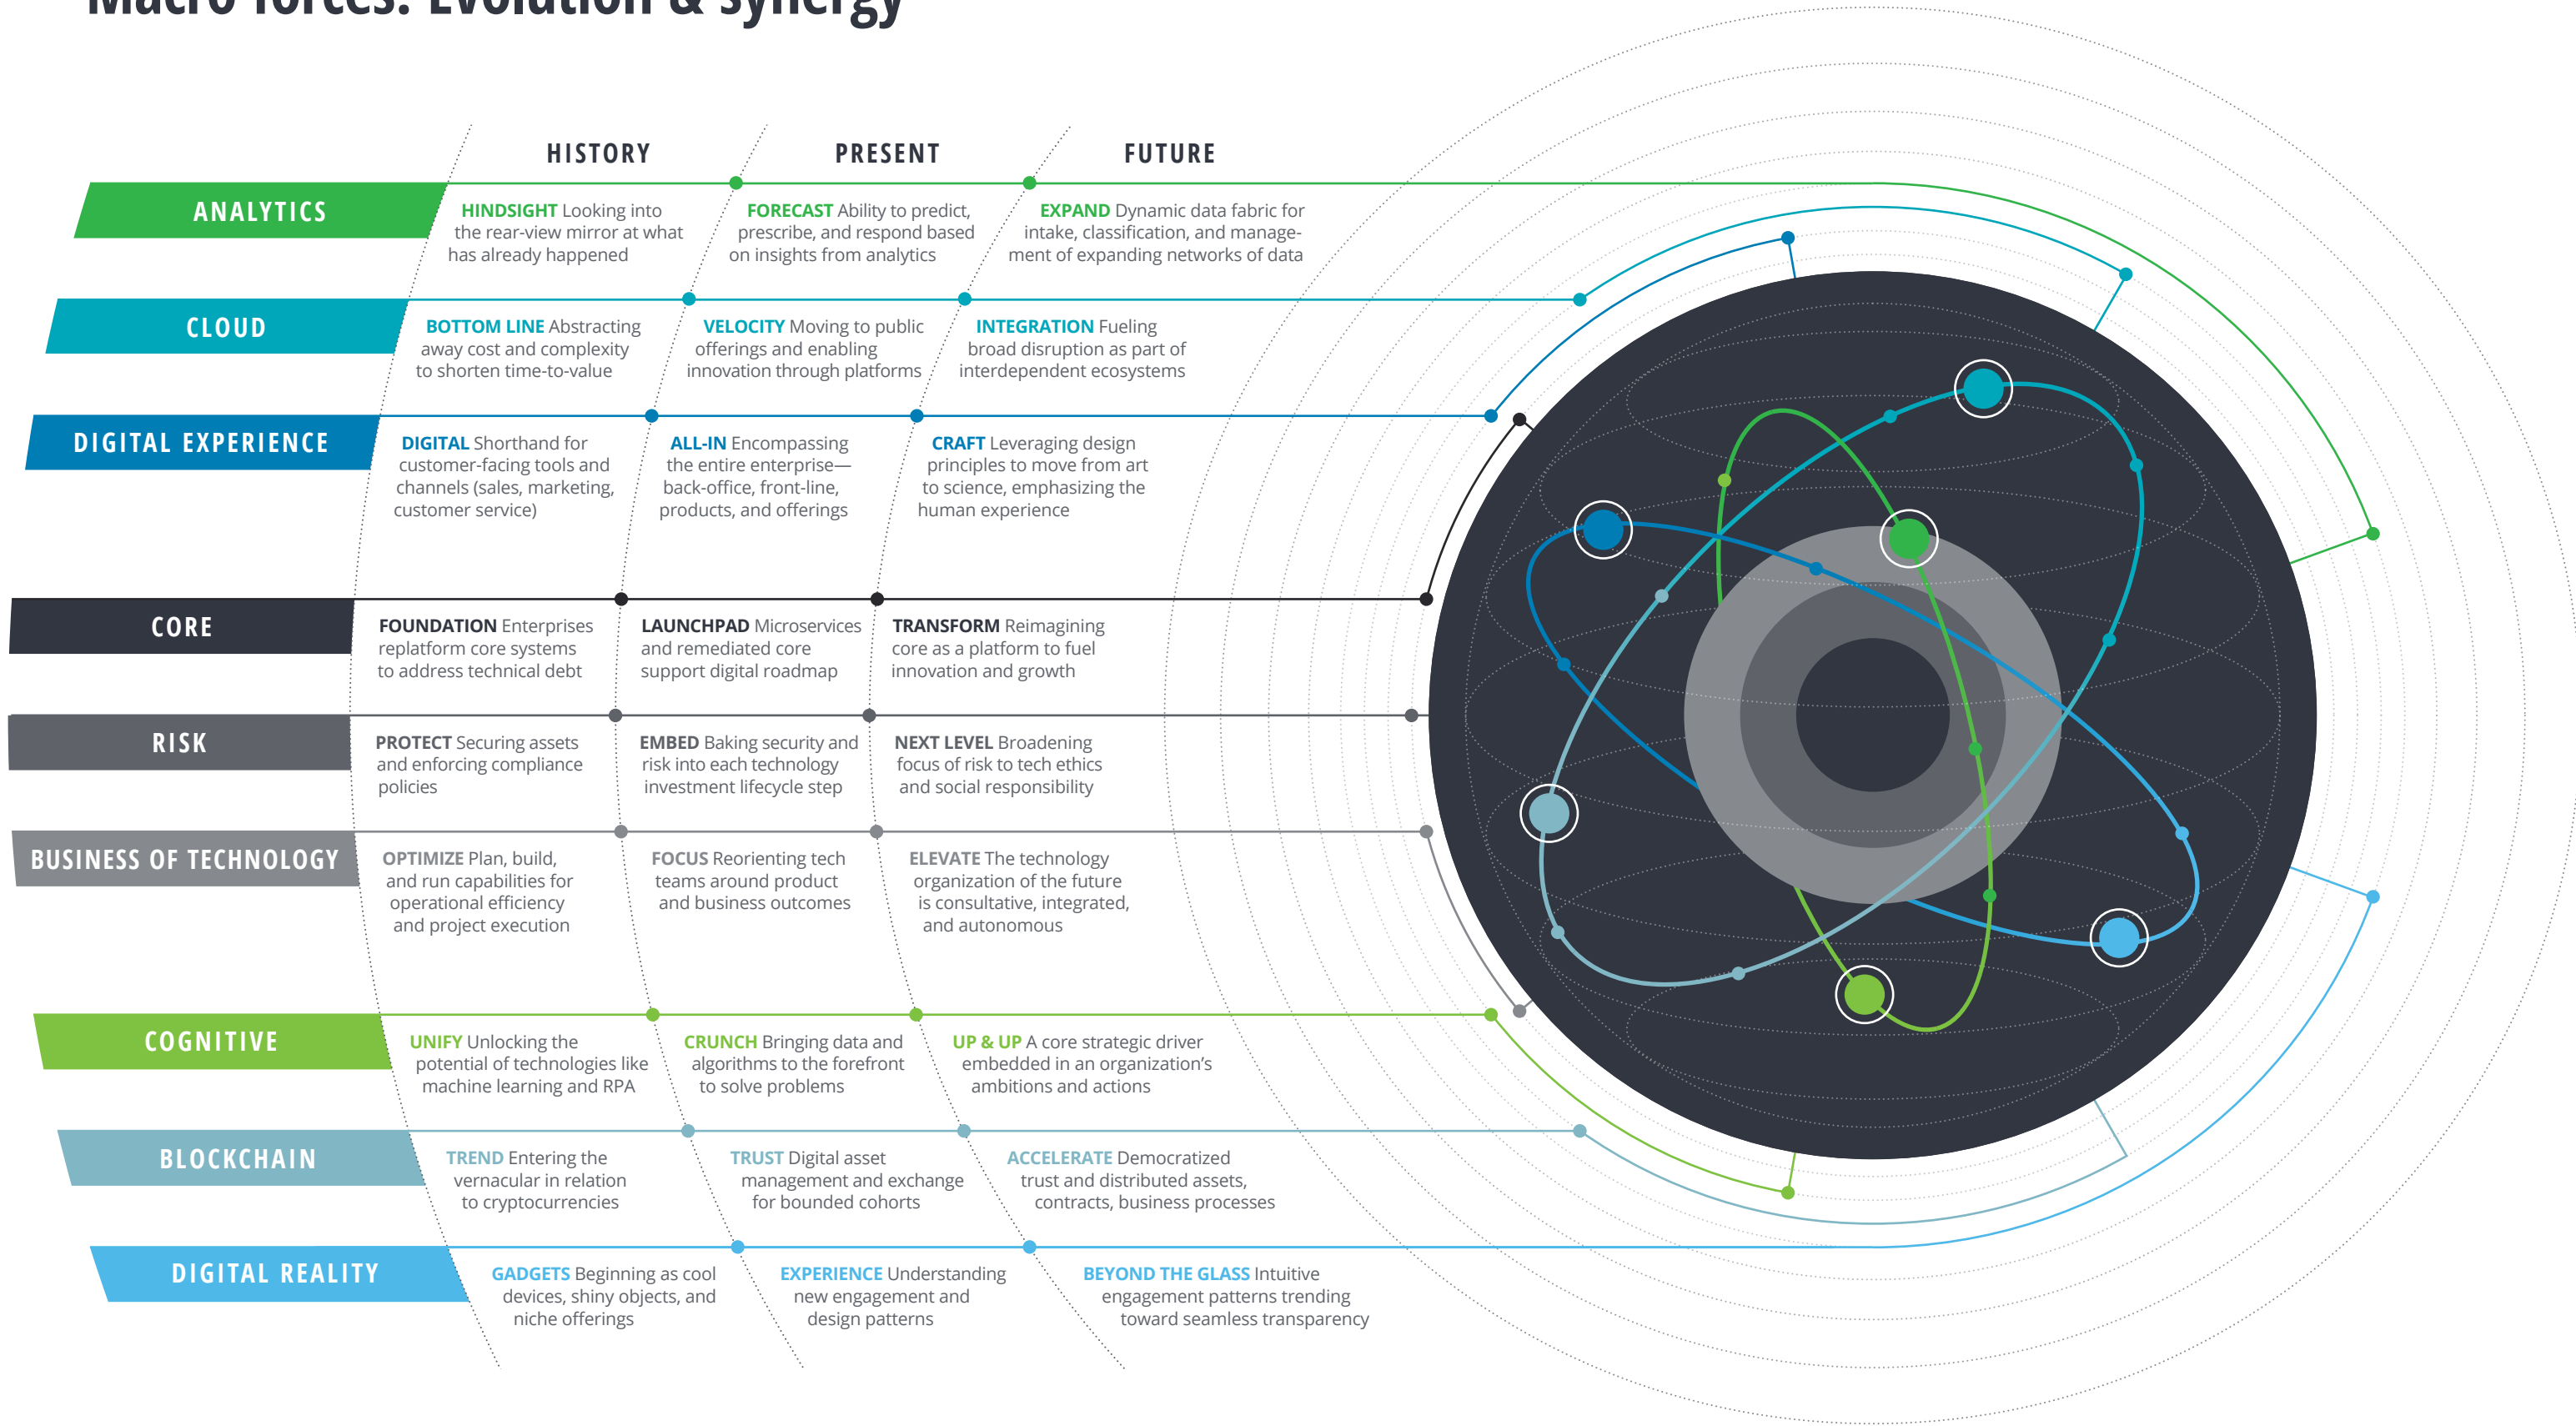 Macro forces: Evolution & synergy
HISTORY
PRESENT
FUTURE
ANALYTICS
HINDSIGHT Looking into
the rear-view mirror at what
has already happened
FORECAST Ability to predict,
prescribe, and respond based
on insights from analytics
EXPAND Dynamic data fabric for
intake, classification, and manage-
ment of expanding networks of data
CLOUD
BOTTOM LINE Abstracting
away cost and complexity
to shorten time-to-value
VELOCITY Moving to public
offerings and enabling
innovation through platforms
INTEGRATION Fueling
broad disruption as part of
interdependent ecosystems
DIGITAL EXPERIENCE
DIGITAL Shorthand for
customer-facing tools and
channels (sales, marketing,
customer service)
ALL-IN Encompassing
the entire enterprise—
back-office, front-line,
products, and offerings
CRAFT Leveraging design
principles to move from art
to science, emphasizing the
human experience
CORE
FOUNDATION Enterprises
replatform core systems
to address technical debt
LAUNCHPAD Microservices
and remediated core
support digital roadmap
TRANSFORM Reimagining
core as a platform to fuel
innovation and growth
RISK
PROTECT Securing assets
and enforcing compliance
policies
EMBED Baking security and
risk into each technology
investment lifecycle step
NEXT LEVEL Broadening
focus of risk to tech ethics
and social responsibility
BUSINESS OF TECHNOLOGY
OPTIMIZE Plan, build,
and run capabilities for
operational efficiency
and project execution
FOCUS Reorienting tech
teams around product
and business outcomes
ELEVATE The technology
organization of the future
is consultative, integrated,
and autonomous
COGNITIVE
UNIFY Unlocking the
potential of technologies like
machine learning and RPA
CRUNCH Bringing data and
algorithms to the forefront
to solve problems
UP & UP A core strategic driver
embedded in an organization’s
ambitions and actions
BLOCKCHAIN
TREND Entering the
vernacular in relation
to cryptocurrencies
TRUST Digital asset
management and exchange
for bounded cohorts
ACCELERATE Democratized
trust and distributed assets,
contracts, business processes
DIGITAL REALITY
GADGETS Beginning as cool
devices, shiny objects, and
niche offerings
EXPERIENCE Understanding
new engagement and
design patterns
BEYOND THE GLASS Intuitive
engagement patterns trending
toward seamless transparency